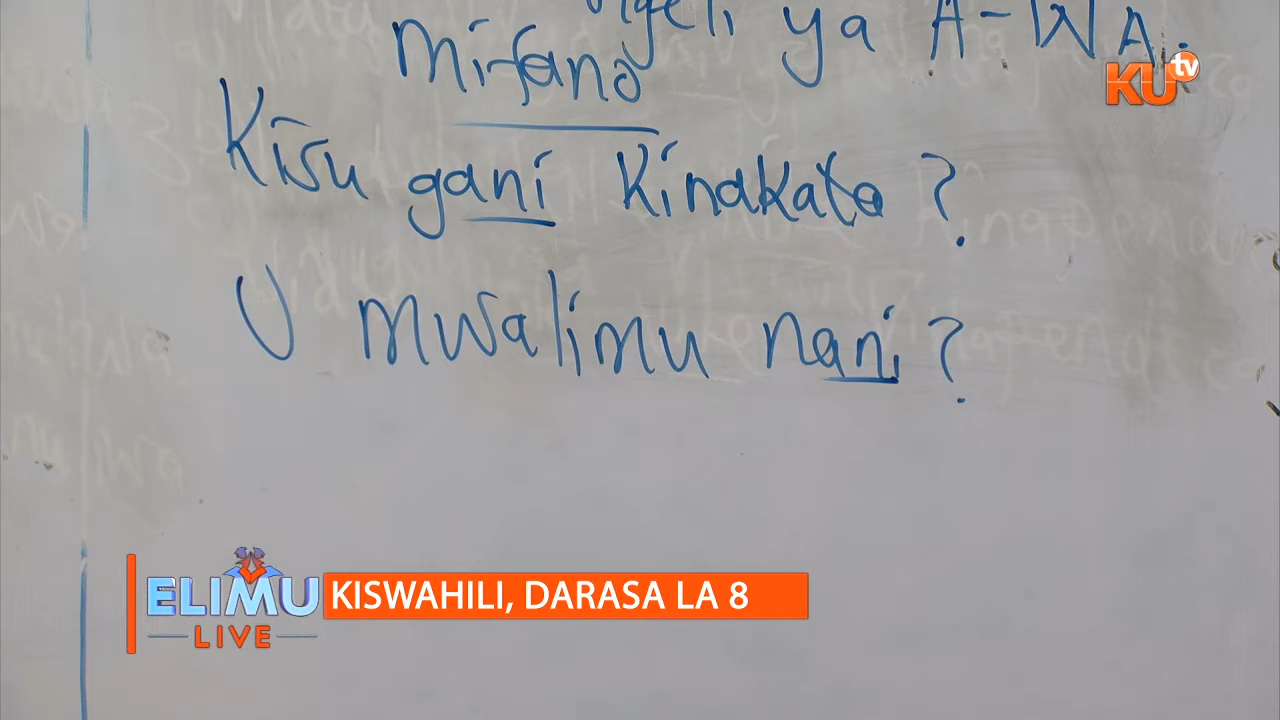 ngeli ya A-WA.
Mifano
KU tv
Kisu gani kinakata?
U mwalimu nani?
ELIMU
LIVE
KISWAHILI, DARASA LA 8